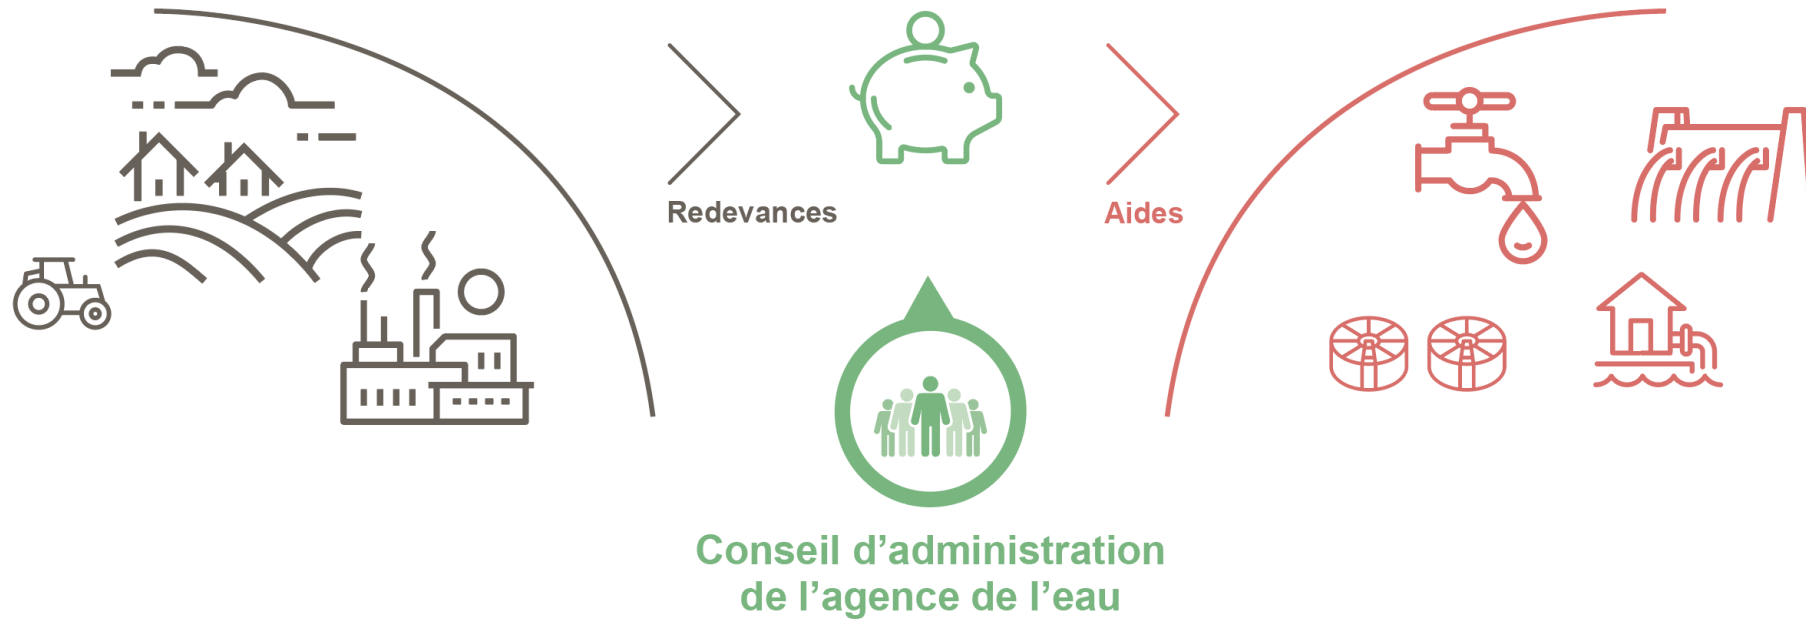 Redevances
Aides
Conseil d’administration
de l’agence de l’eau